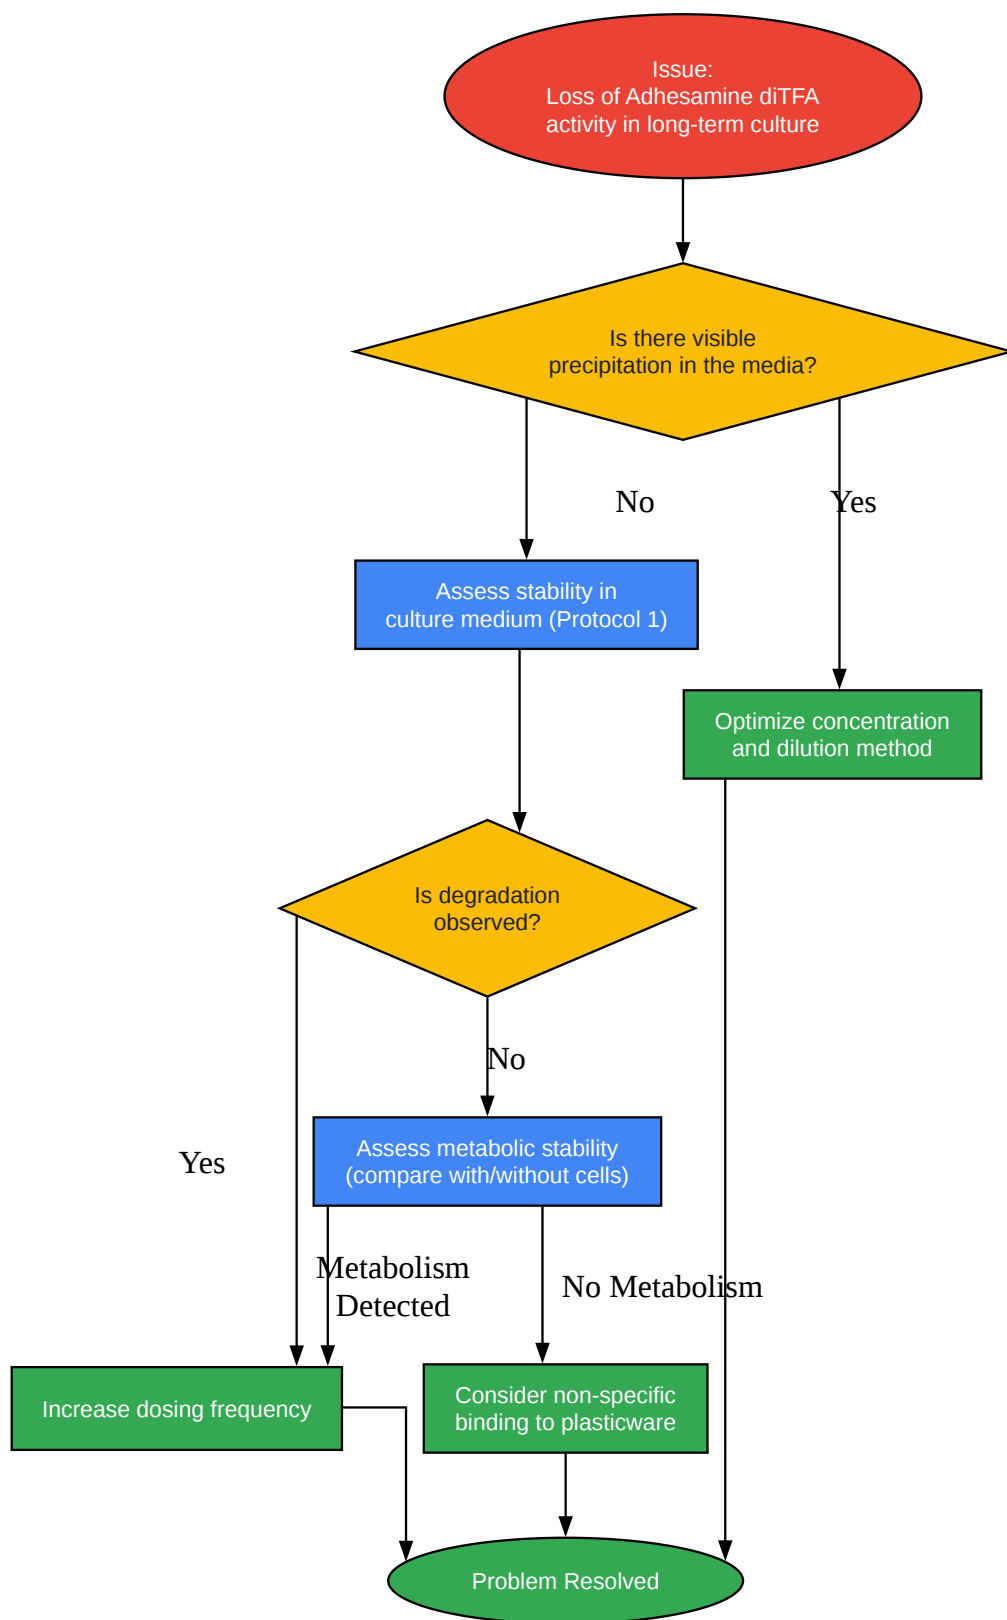 Issue:
Loss of Adhesamine diTFA
activity in long-term culture
Is there visible
precipitation in the media?
No
Yes
Assess stability in
culture medium (Protocol 1)
Optimize concentration
and dilution method
Is degradation
observed?
No
Assess metabolic stability
(compare with/without cells)
Yes
Metabolism
Detected
No Metabolism
Increase dosing frequency
Consider non-specific
binding to plasticware
Problem Resolved